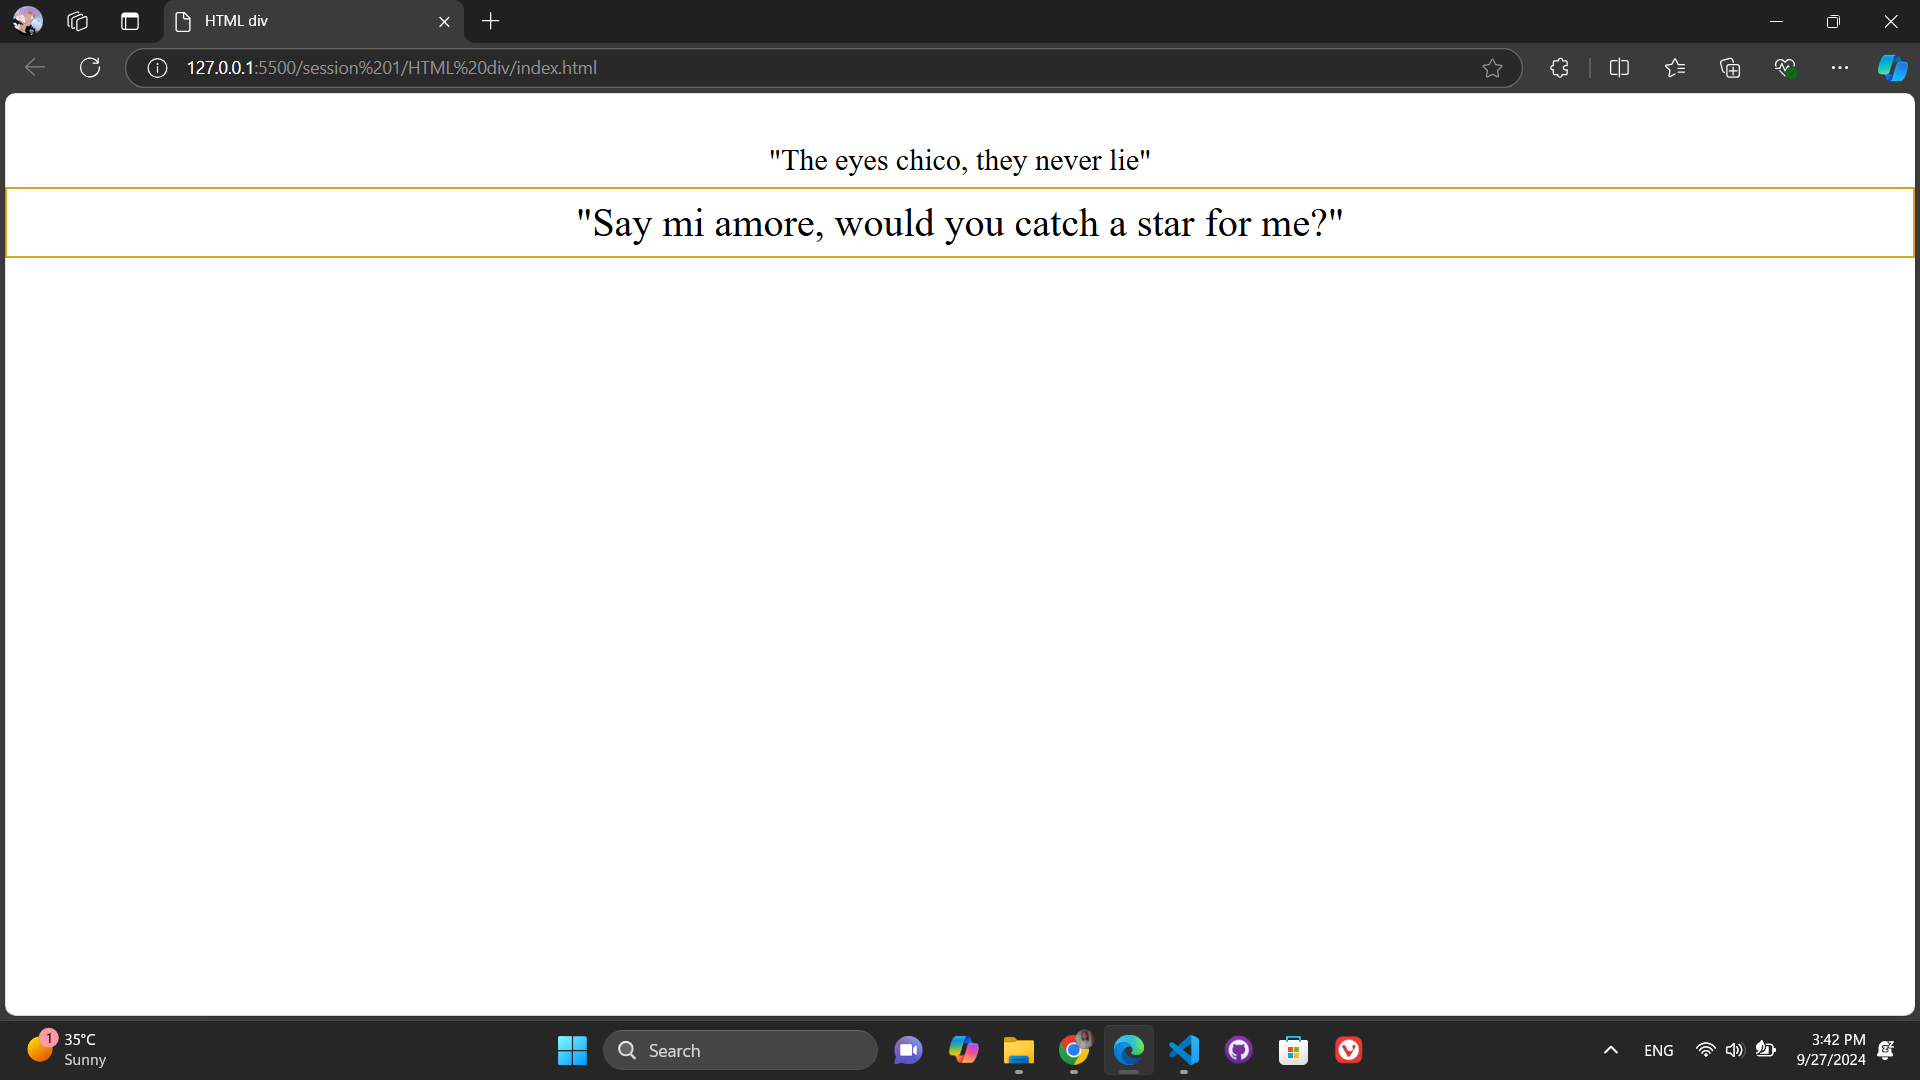 HTML div
127.0.0.1:5500/session%201/HTML%20div/index.html
"The eyes chico, they never lie"
"Say mi amore, would you catch a star for me?"
1
35°C
Sunny
Search
ENG
3:42 PM
9/27/2024